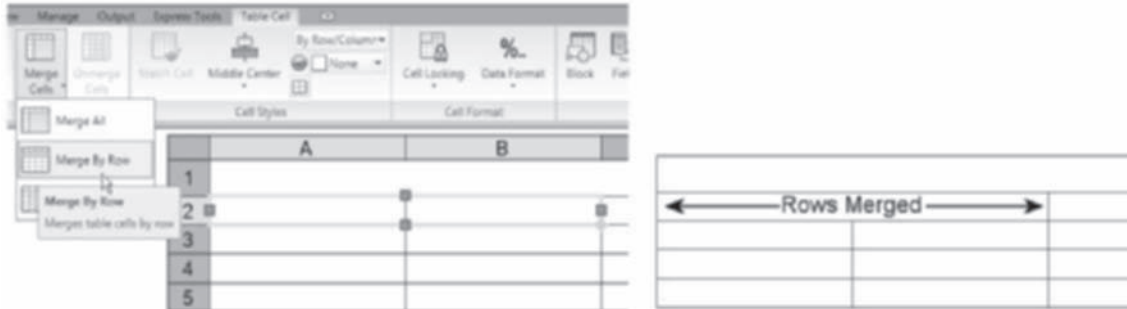 Manage Output Express Tools Table Cell
By Row/Column
None
Merge Cells
Unmerge Cells
Match Cell
Middle Center
Cell Locking
Data Format
Block
Cell Styles
Cell Format
Merge All
Merge By Row
Merge By Row
Merges table cells by row
A B
1
2
3
4
5
Rows Merged